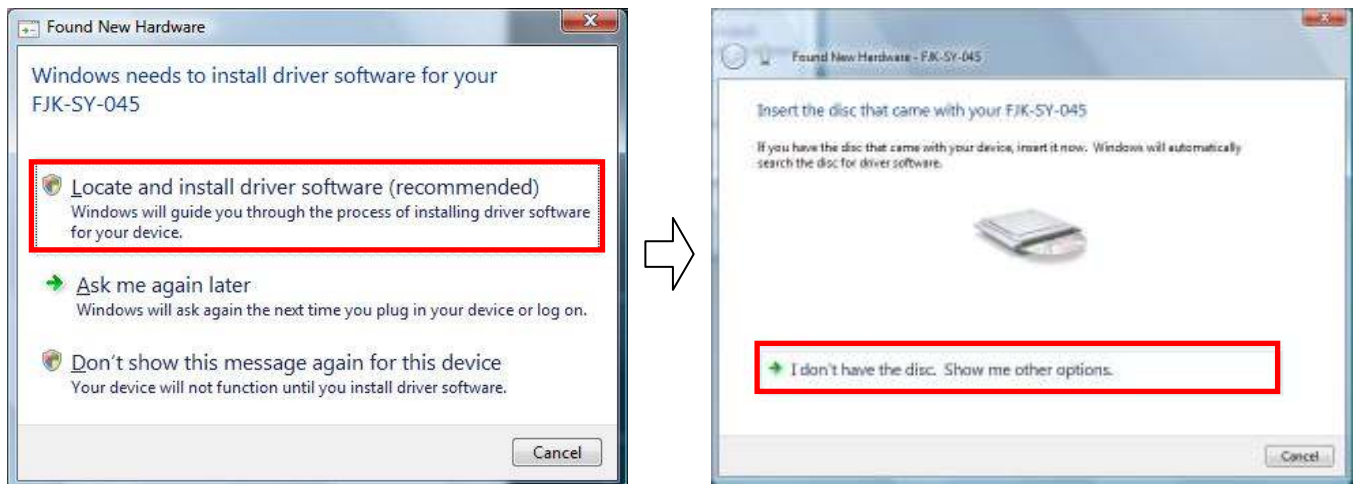 Found New Hardware
Windows needs to install driver software for your
FJK-SY-045
Locate and install driver software (recommended)
Windows will guide you through the process of installing driver software
for your device.
Ask me again later
Windows will ask again the next time you plug in your device or log on.
Don't show this message again for this device
Your device will not function until you install driver software.
Cancel
Found New Hardware - FJK-SY-045
Insert the disc that came with your FJK-SY-045
If you have the disc that came with your device, insert it now. Windows will automatically
search the disc for driver software.
I don't have the disc. Show me other options.
Cancel